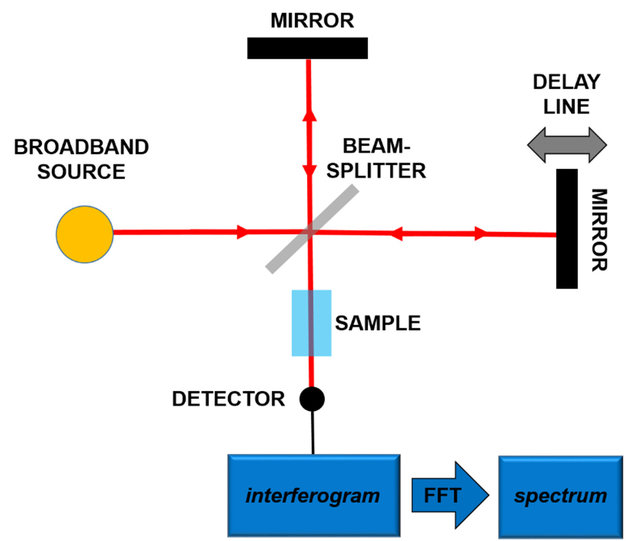 MIRROR
DELAY
LINE
BROADBAND
SOURCE
BEAM-
SPLITTER
MIRROR
SAMPLE
DETECTOR
interferogram
FFT
spectrum